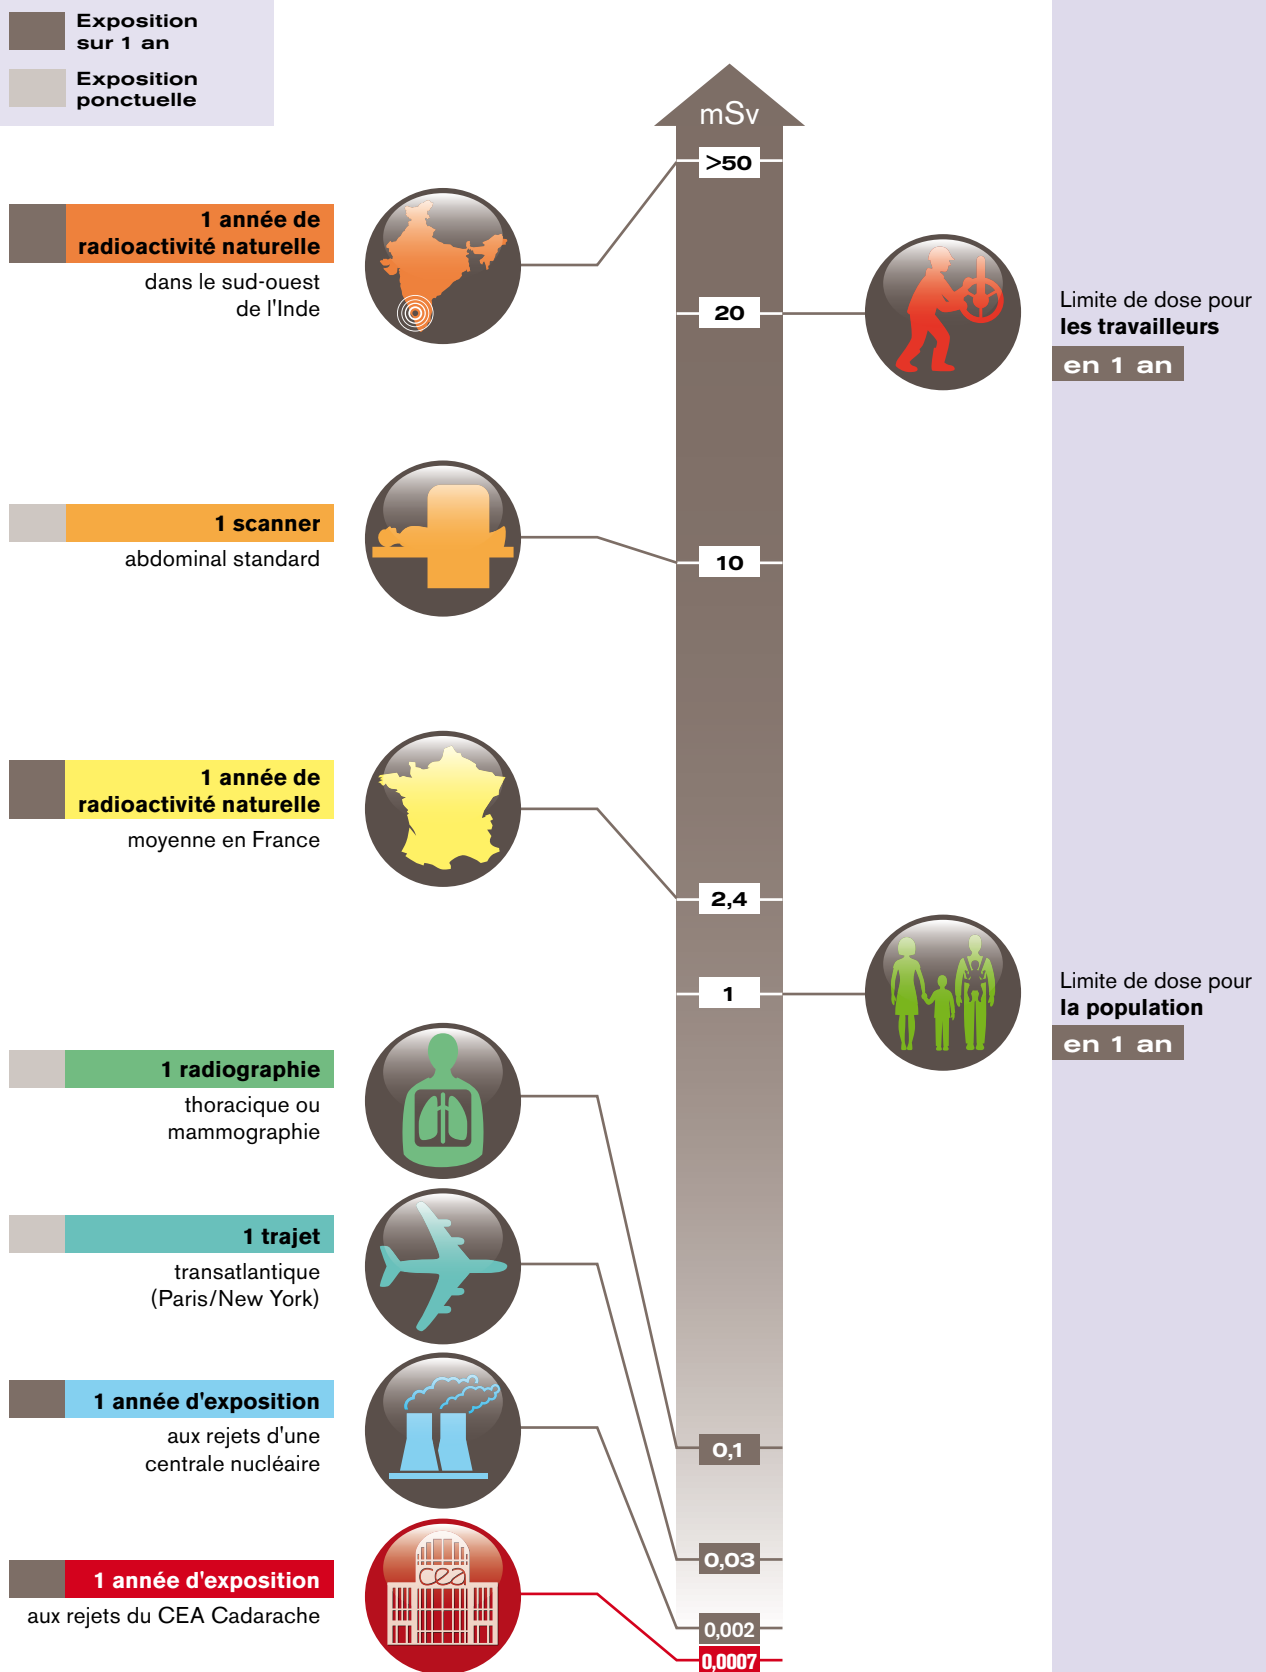 Exposition
sur 1 an
Exposition
ponctuelle
mSv
>50
1 année de
radioactivité naturelle
dans le sud-ouest
de l'Inde
20
Limite de dose pour
les travailleurs
en 1 an
1 scanner
abdominal standard
10
1 année de
radioactivité naturelle
moyenne en France
2,4
1
Limite de dose pour
la population
en 1 an
1 radiographie
thoracique ou
mammographie
0,1
1 trajet
transatlantique
(Paris/New York)
0,03
1 année d'exposition
aux rejets d'une
centrale nucléaire
0,002
cea
1 année d'exposition
aux rejets du CEA Cadarache
0,0007